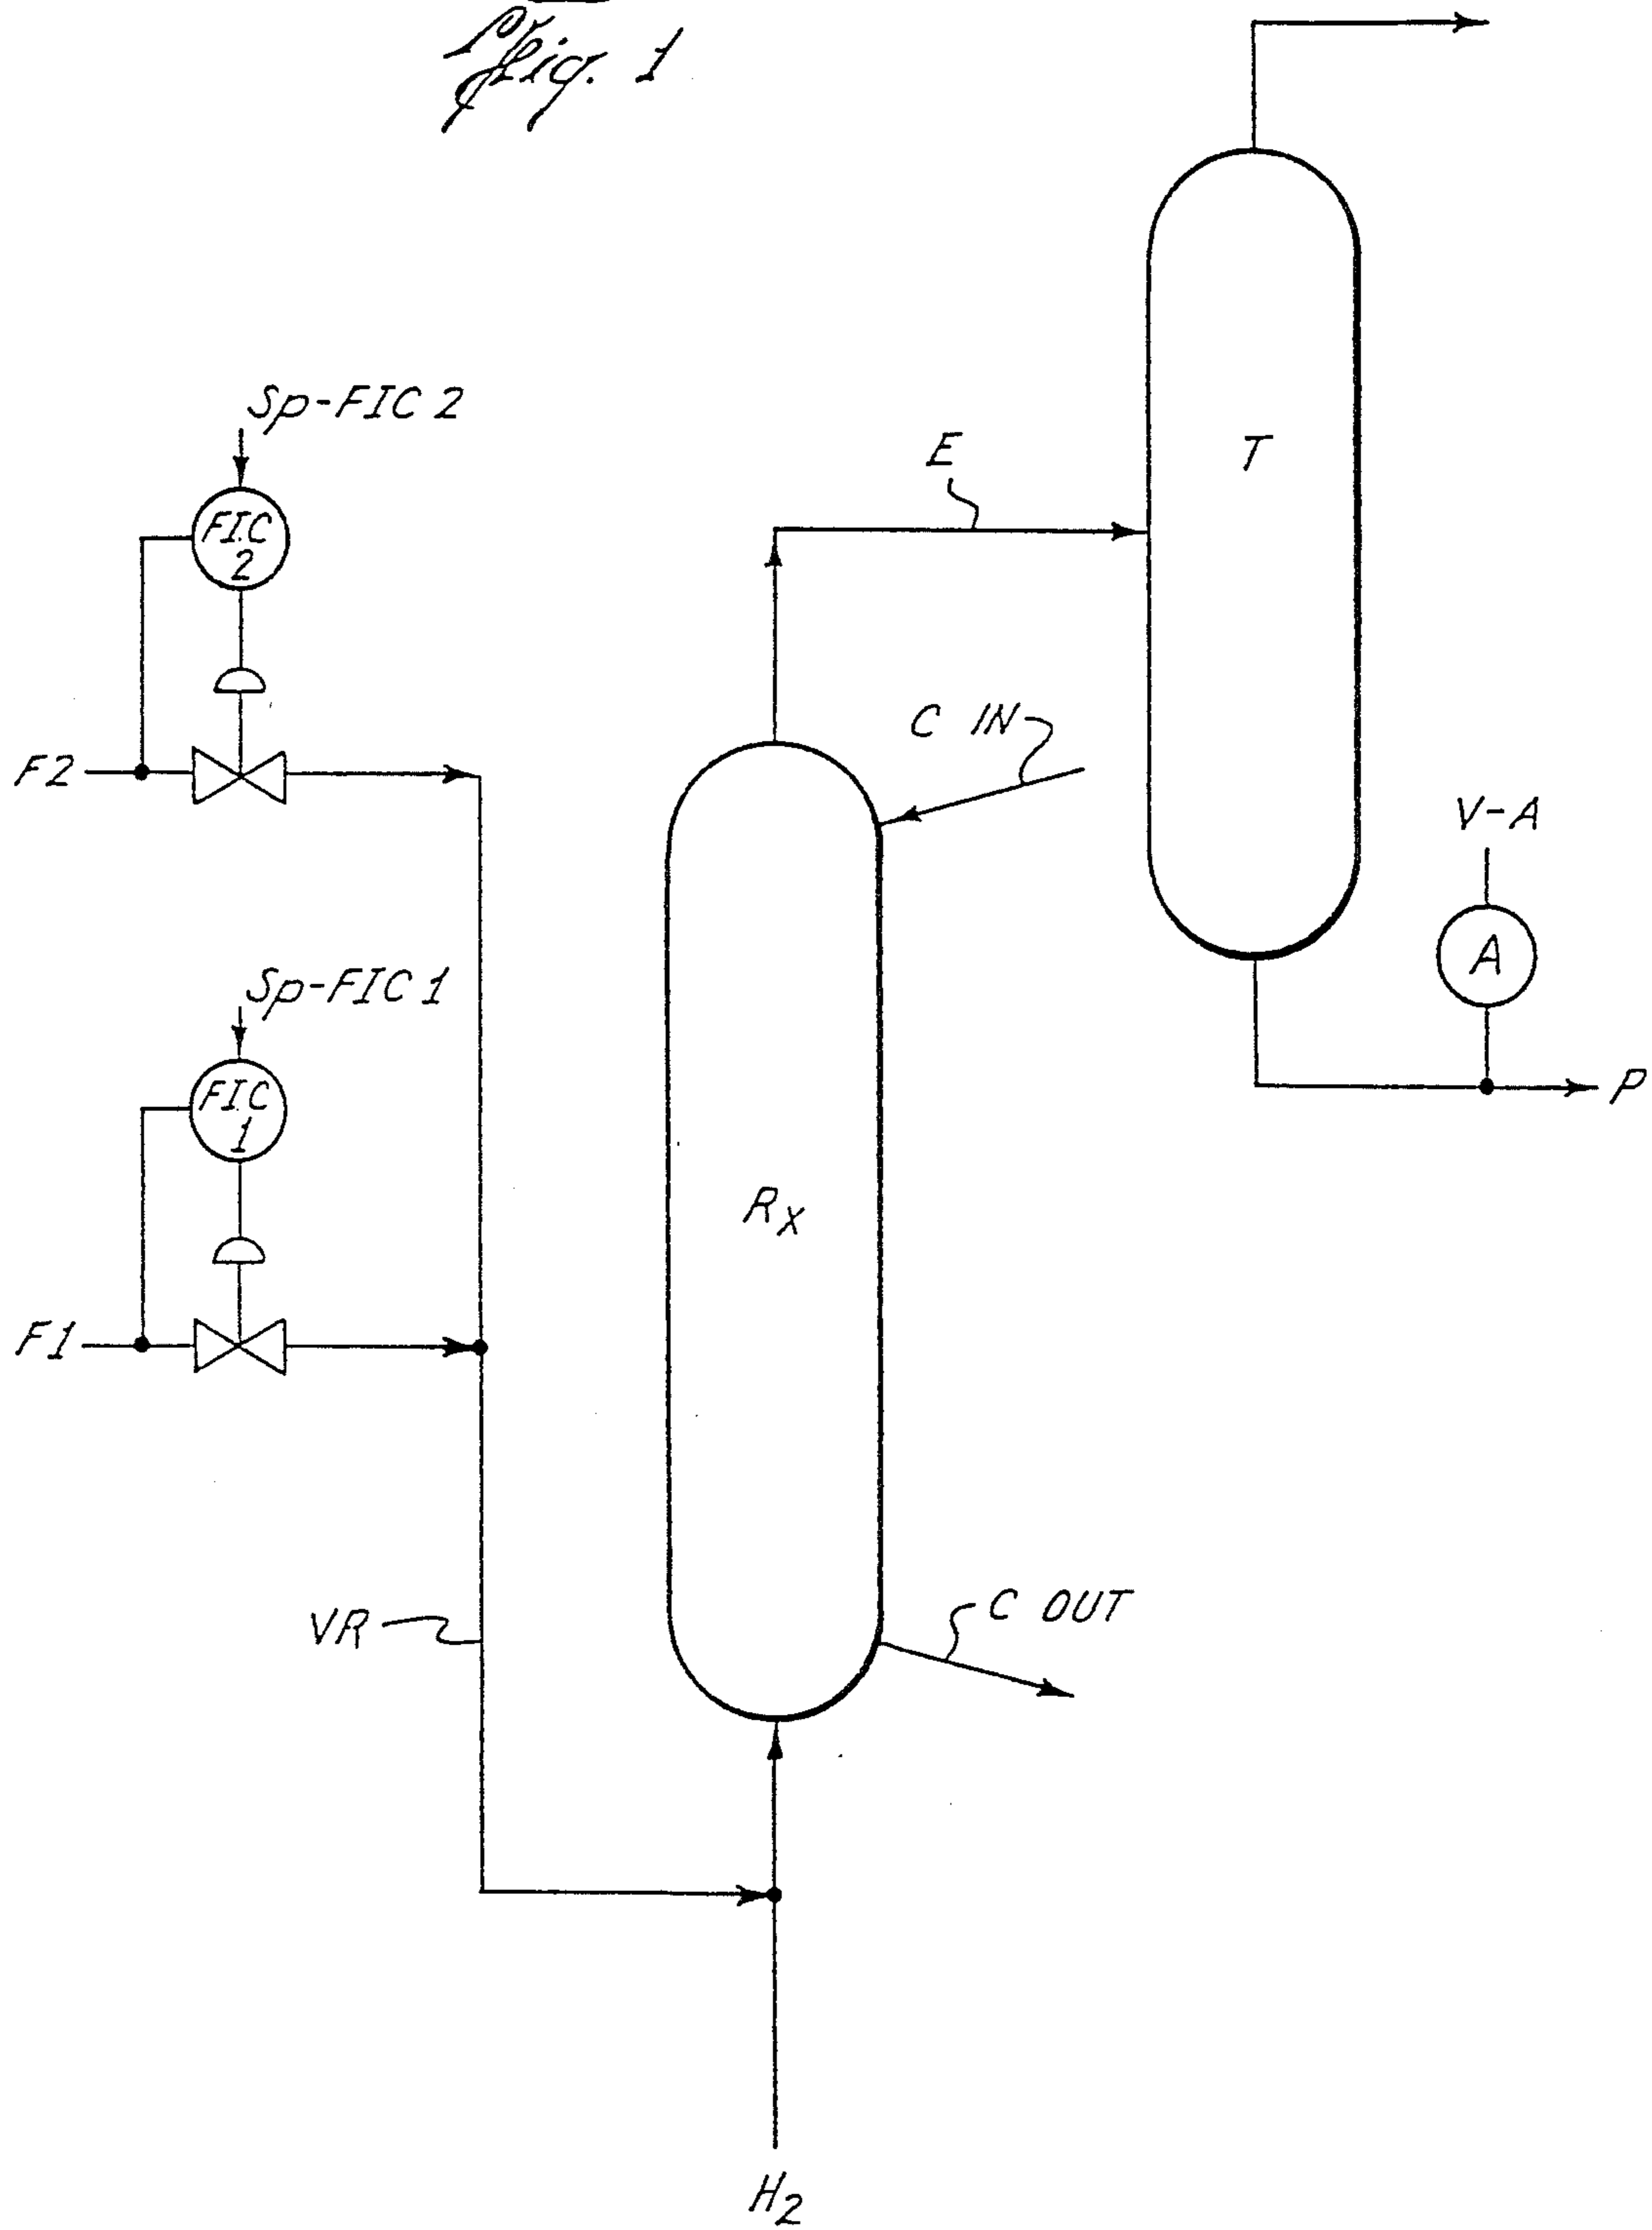 Fig. 1
Sp-FIC 2
FIC
2
F2
Sp-FIC 1
FIC
1
F1
VR
E
T
C IN
V-A
A
P
Rx
C OUT
H2